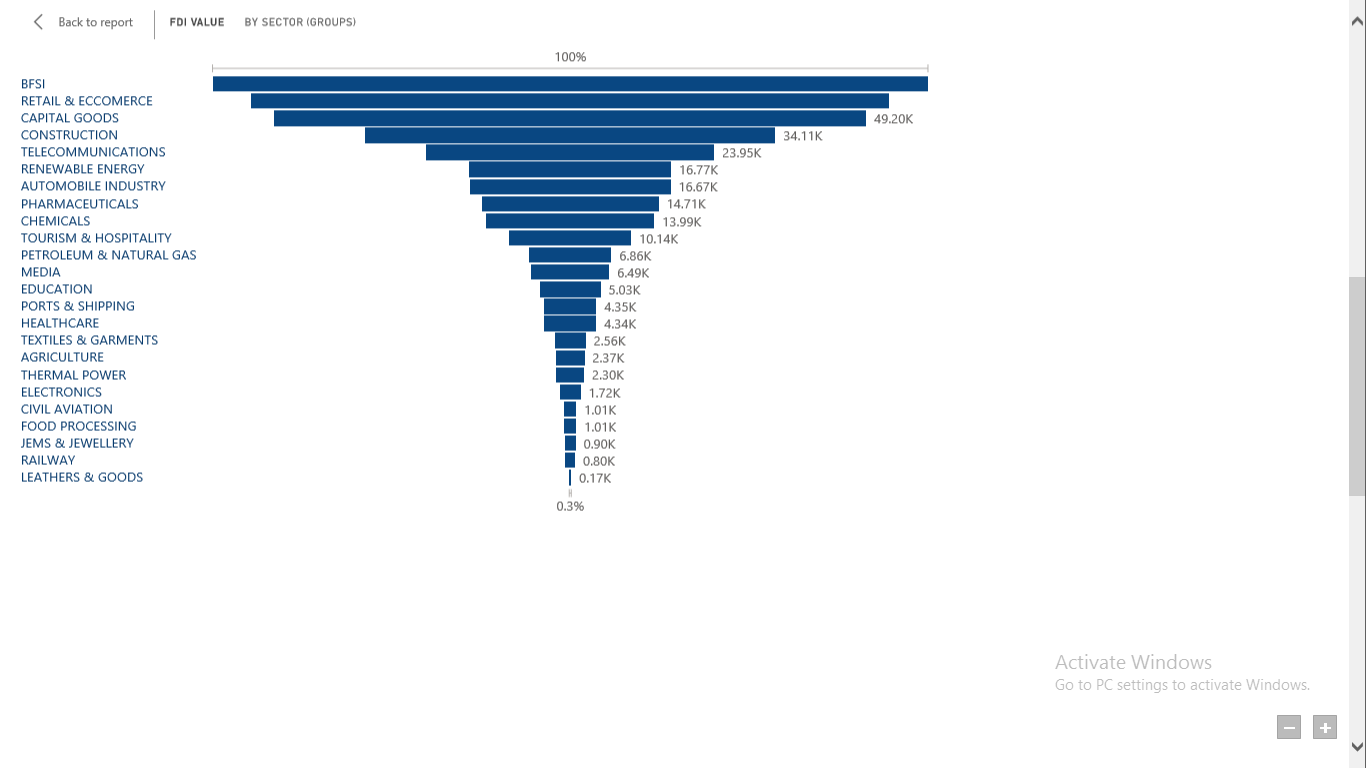 Back to report FDI VALUE BY SECTOR (GROUPS)
100%
BFSI
RETAIL & ECCOMERCE
CAPITAL GOODS 49.20K
CONSTRUCTION 34.11K
TELECOMMUNICATIONS 23.95K
RENEWABLE ENERGY 16.77K
AUTOMOBILE INDUSTRY 16.67K
PHARMACEUTICALS 14.71K
CHEMICALS 13.99K
TOURISM & HOSPITALITY 10.14K
PETROLEUM & NATURAL GAS 6.86K
MEDIA 6.49K
EDUCATION 5.03K
PORTS & SHIPPING 4.35K
HEALTHCARE 4.34K
TEXTILES & GARMENTS 2.56K
AGRICULTURE 2.37K
THERMAL POWER 2.30K
ELECTRONICS 1.72K
CIVIL AVIATION 1.01K
FOOD PROCESSING 1.01K
JEMS & JEWELLERY 0.90K
RAILWAY 0.80K
LEATHERS & GOODS 0.17K
0.3%
Activate Windows
Go to PC settings to activate Windows.